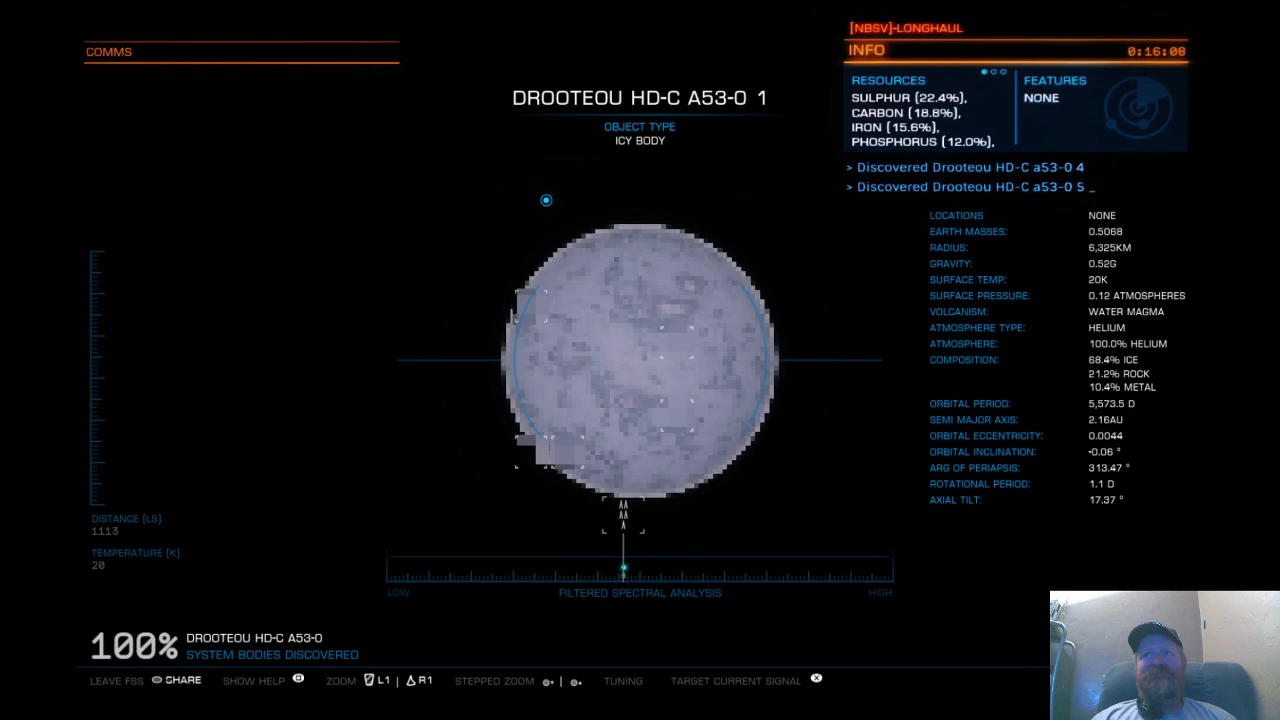 [NBSV]-LONGHAUL
COMMS
INFO
0:16:08
RESOURCES
SULPHUR (22.4%),
CARBON (18.8%),
IRON (15.6%),
PHOSPHORUS (12.0%),
FEATURES
NONE
DROOTEOU HD-C A53-0 1
OBJECT TYPE
ICY BODY
> Discovered Drooteou HD-C a53-0 4
> Discovered Drooteou HD-C a53-0 5 _
LOCATIONS NONE
EARTH MASSES: 0.5068
RADIUS: 6,325KM
GRAVITY: 0.52G
SURFACE TEMP: 20K
SURFACE PRESSURE: 0.12 ATMOSPHERES
VOLCANISM: WATER MAGMA
ATMOSPHERE TYPE: HELIUM
ATMOSPHERE: 100.0% HELIUM
COMPOSITION: 68.4% ICE
21.2% ROCK
10.4% METAL
ORBITAL PERIOD: 5,573.5 D
SEMI MAJOR AXIS: 2.16AU
ORBITAL ECCENTRICITY: 0.0044
ORBITAL INCLINATION: -0.06 °
ARG OF PERIAPSIS: 313.47 °
ROTATIONAL PERIOD: 1.1 D
AXIAL TILT: 17.37 °
DISTANCE (LS)
1113
TEMPERATURE (K)
20
LOW
FILTERED SPECTRAL ANALYSIS
HIGH
100%
DROOTEOU HD-C A53-0
SYSTEM BODIES DISCOVERED
LEAVE FSS SHARE SHOW HELP ZOOM L1 | R1 STEPPED ZOOM | TUNING TARGET CURRENT SIGNAL X